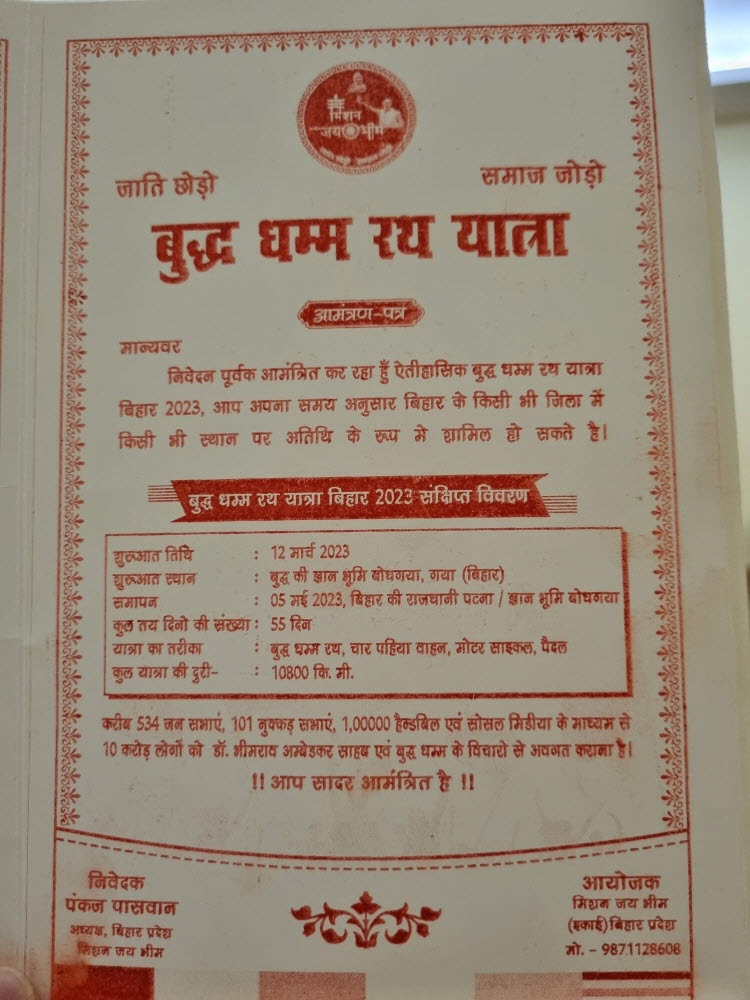 मिशन
जय भीम
जाति छोड़ो
समाज जोड़ो
बुद्ध धम्म रथ यात्रा
आमंत्रण-पत्र
मान्यवर
निवेदन पूर्वक आमंत्रित कर रहा हुँ ऐतीहासिक बुद्ध धम्म रथ यात्रा
बिहार 2023, आप अपना समय अनुसार बिहार के किसी भी जिला में
किसी भी स्थान पर अतिथि के रूप मे शामिल हो सकते है।
बुद्ध धम्म रथ यात्रा बिहार 2023 संक्षिप्त विवरण
शुरूआत तिथि : 12 मार्च 2023
शुरूआत स्थान : बुद्ध की ज्ञान भूमि बोधगया, गया (बिहार)
समापन : 05 मई 2023, बिहार की राजधानी पटना / ज्ञान भूमि बोधगया
कुल तय दिनो की संख्या : 55 दिन
यात्रा का तरीका : बुद्ध धम्म रथ, चार पहिया वाहन, मोटर साइकल, पैदल
कुल यात्रा की दुरी- : 10800 कि. मी.
करीब 534 जन सभाएं, 101 नुक्कड़ सभाएं, 1,00000 हैन्डबिल एवं सोसल मिडीया के माध्यम से
10 करोड़ लोगों को डॉ. भीमराव अम्बेडकर साहब एवं बुद्ध धम्म के विचारो से अवगत कराना है।
!! आप सादर आमंत्रित है !!
निवेदक
पंकज पासवान
अध्यक्ष, बिहार प्रदेश
मिशन जय भीम
आयोजक
मिशन जय भीम
(इकाई) बिहार प्रदेश
मो. - 9871128608